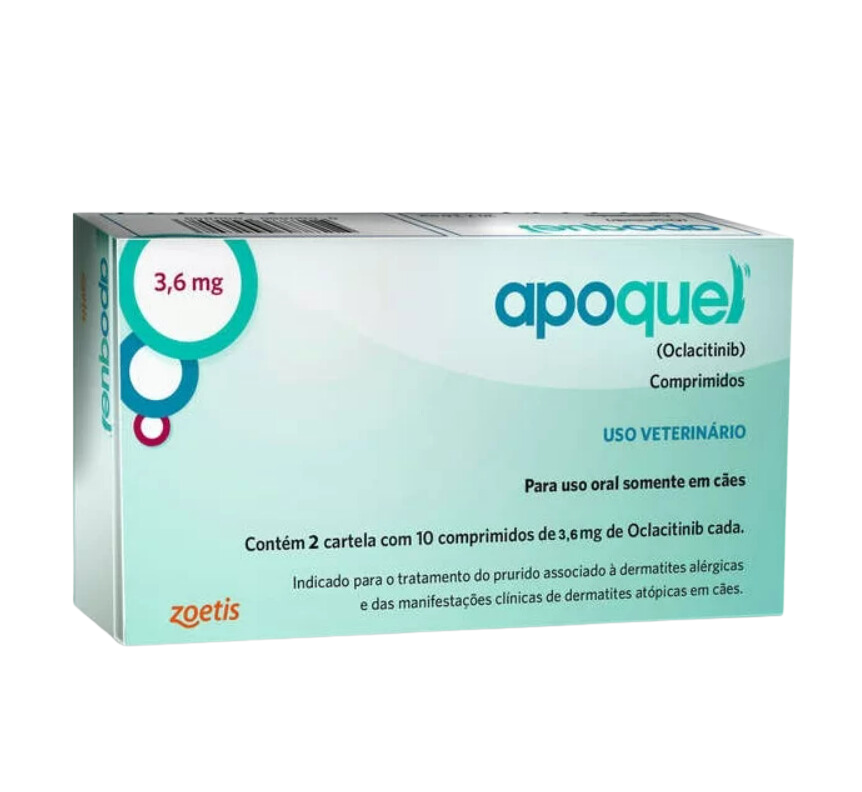 3,6 mg
apoquel
(Oclacitinib)
Comprimidos
USO VETERINÁRIO
Para uso oral somente em cães
Contém 2 cartela com 10 comprimidos de 3,6 mg de Oclacitinib cada.
Indicado para o tratamento do prurido associado à dermatites alérgicas
e das manifestações clínicas de dermatites atópicas em cães.
zoetis
apoquel
apoquel